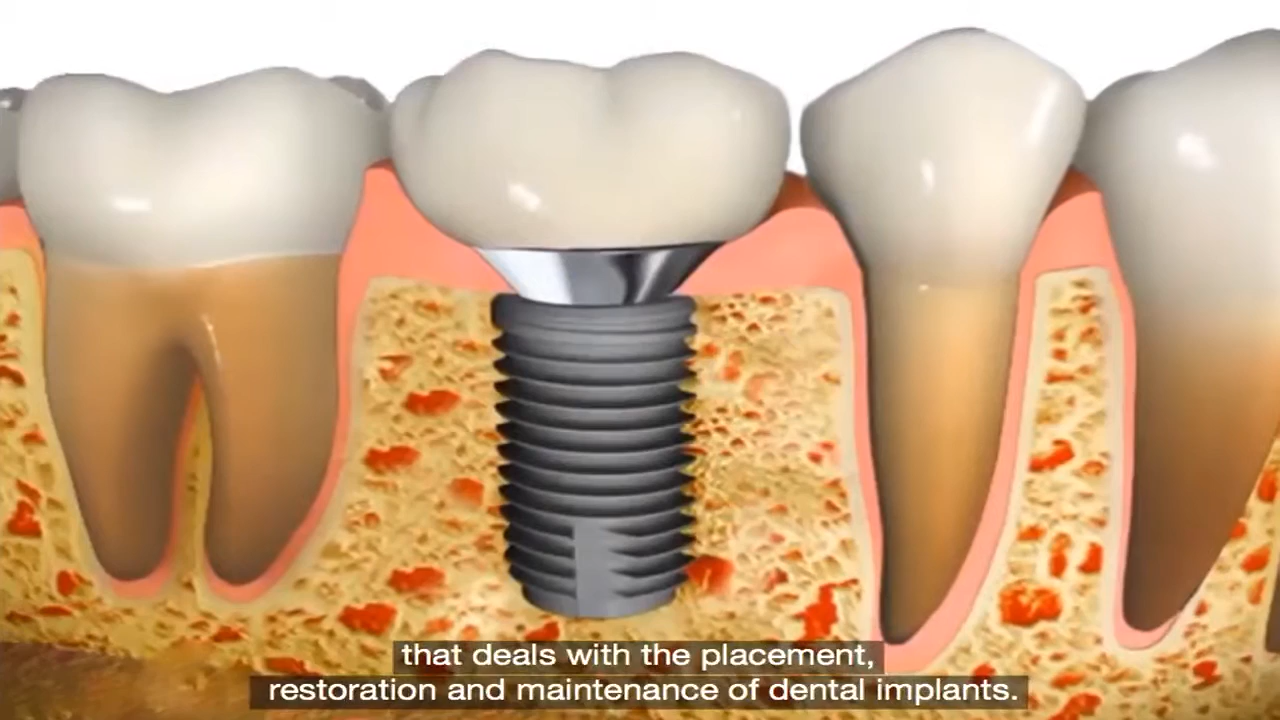 that deals with the placement,
restoration and maintenance of dental implants.